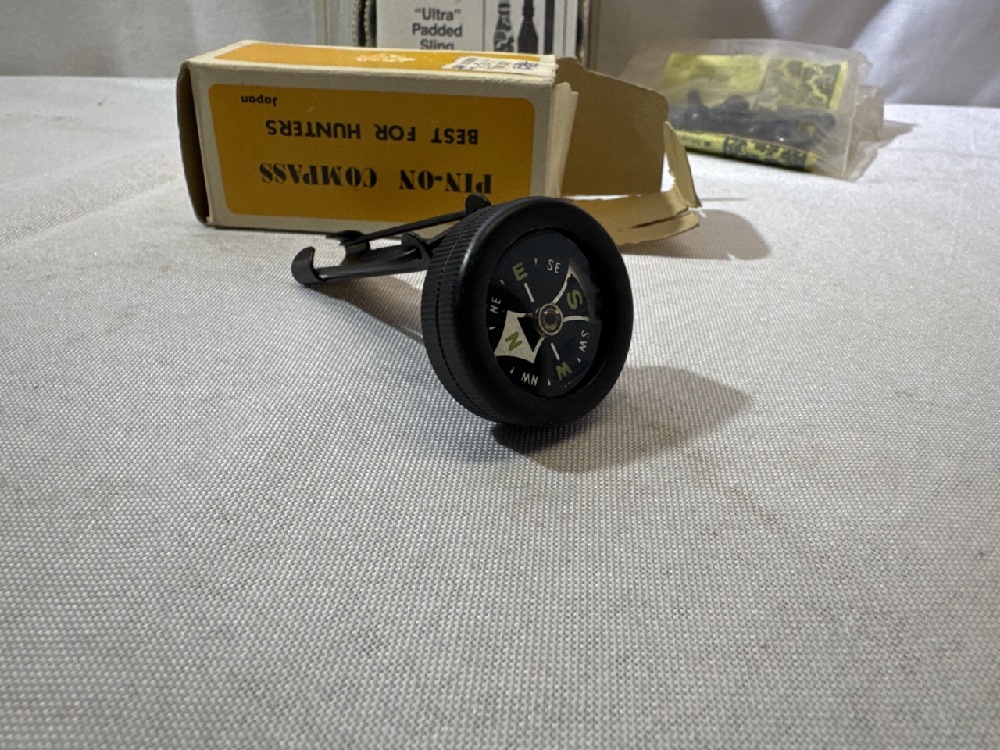 "Ultra"
Padded
Sling
PIN-ON COMPASS
BEST FOR HUNTERS
Japan
E
SE
S
SW
W
NW
N
NE